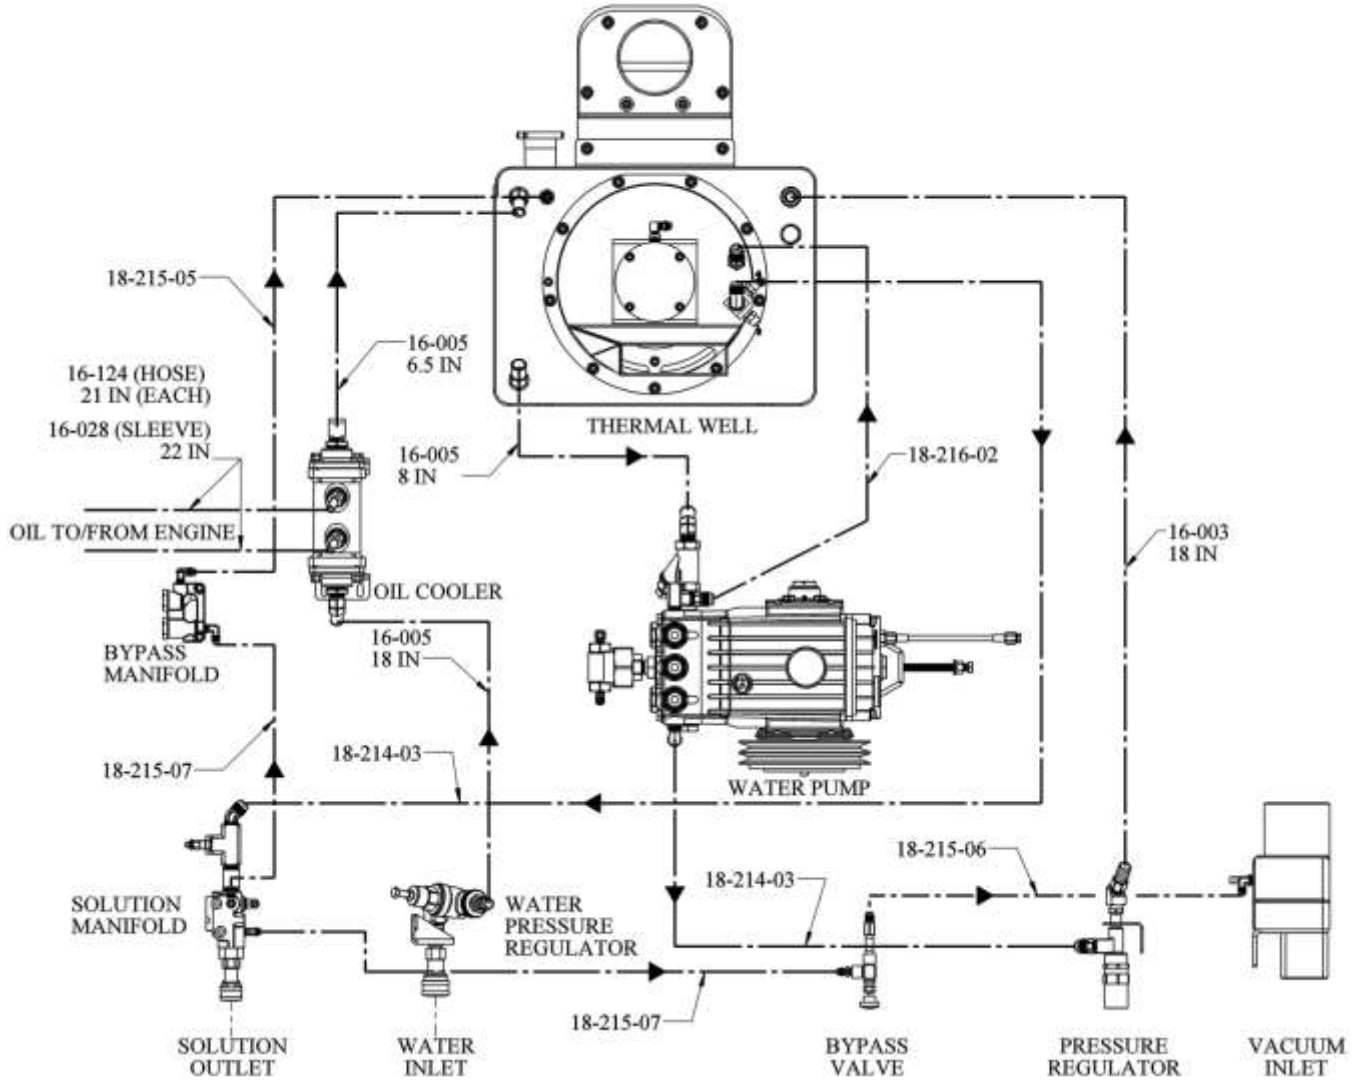 18-215-05
16-005
6.5 IN
16-124 (HOSE)
21 IN (EACH)
16-028 (SLEEVE)
22 IN
THERMAL WELL
16-005
8 IN
18-216-02
OIL TO/FROM ENGINE
16-003
18 IN
OIL COOLER
16-005
18 IN
BYPASS
MANIFOLD
18-214-03
18-215-07
WATER PUMP
18-215-06
18-214-03
SOLUTION
MANIFOLD
WATER
PRESSURE
REGULATOR
18-215-07
SOLUTION
OUTLET
WATER
INLET
BYPASS
VALVE
PRESSURE
REGULATOR
VACUUM
INLET